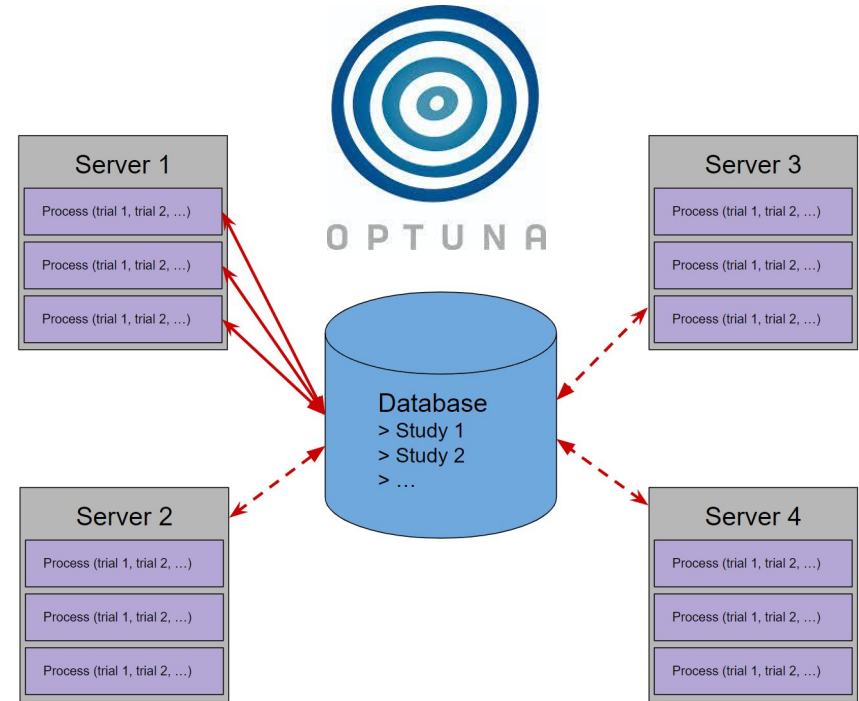 OPTUNA
Server 1
Process (trial 1, trial 2, …)
Process (trial 1, trial 2, …)
Process (trial 1, trial 2, …)
Server 3
Process (trial 1, trial 2, …)
Process (trial 1, trial 2, …)
Process (trial 1, trial 2, …)
Database
> Study 1
> Study 2
> …
Server 2
Process (trial 1, trial 2, …)
Process (trial 1, trial 2, …)
Process (trial 1, trial 2, …)
Server 4
Process (trial 1, trial 2, …)
Process (trial 1, trial 2, …)
Process (trial 1, trial 2, …)